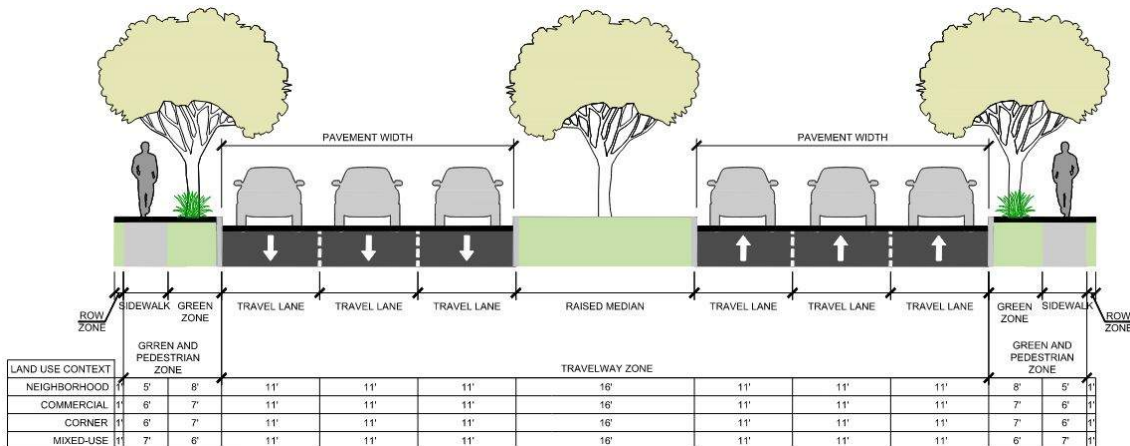 PAVEMENT WIDTH PAVEMENT WIDTH
ROW ZONE SIDEWALK GREEN ZONE TRAVEL LANE TRAVEL LANE TRAVEL LANE RAISED MEDIAN TRAVEL LANE TRAVEL LANE TRAVEL LANE GREEN ZONE SIDEWALK ROW ZONE
GRREN AND PEDESTRIAN ZONE TRAVELWAY ZONE GRREN AND PEDESTRIAN ZONE
LAND USE CONTEXT
NEIGHBORHOOD 1' 5' 8' 11' 11' 11' 16' 11' 11' 11' 8' 5' 1'
COMMERCIAL 1' 6' 7' 11' 11' 11' 16' 11' 11' 11' 7' 6' 1'
CORNER 1' 6' 7' 11' 11' 11' 16' 11' 11' 11' 7' 6' 1'
MIXED-USE 1' 7' 6' 11' 11' 11' 16' 11' 11' 11' 6' 7' 1'